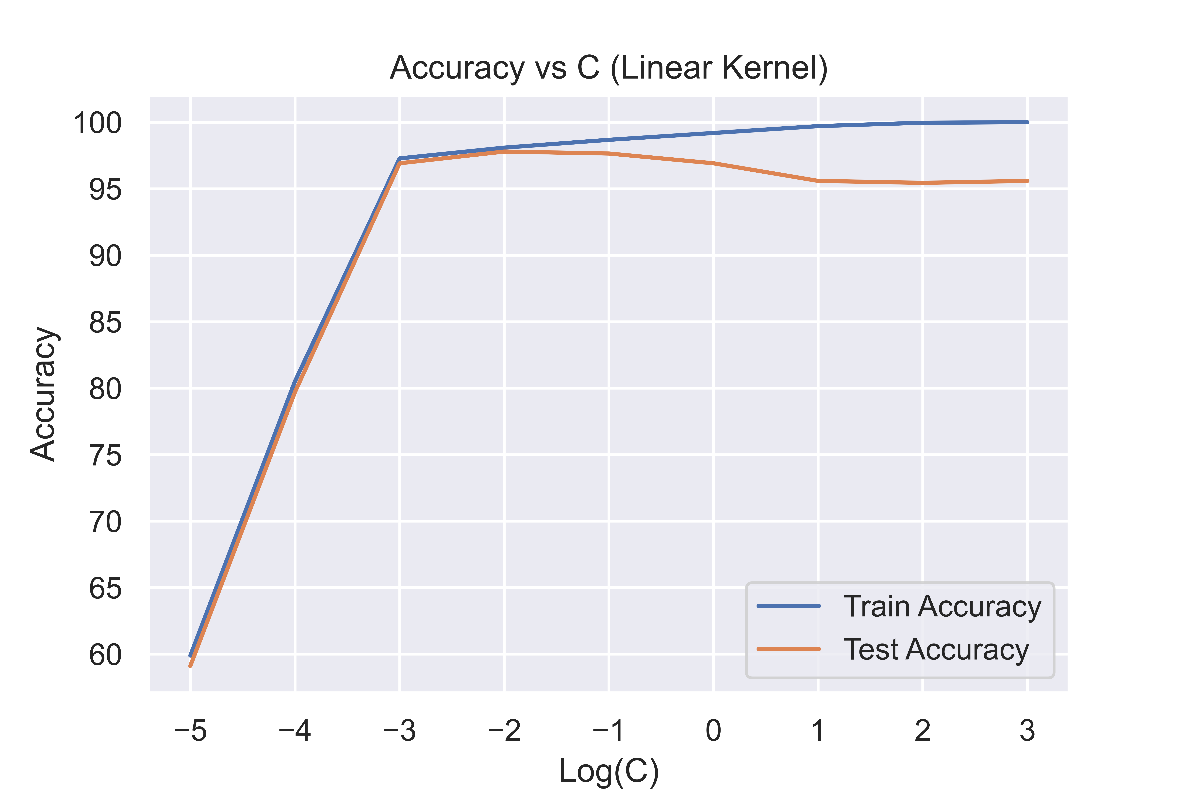 Accuracy vs C (Linear Kernel)
100
95
90
85
80
75
70
65
60
Accuracy
Train Accuracy
Test Accuracy
−5 −4 −3 −2 −1 0 1 2 3
Log(C)